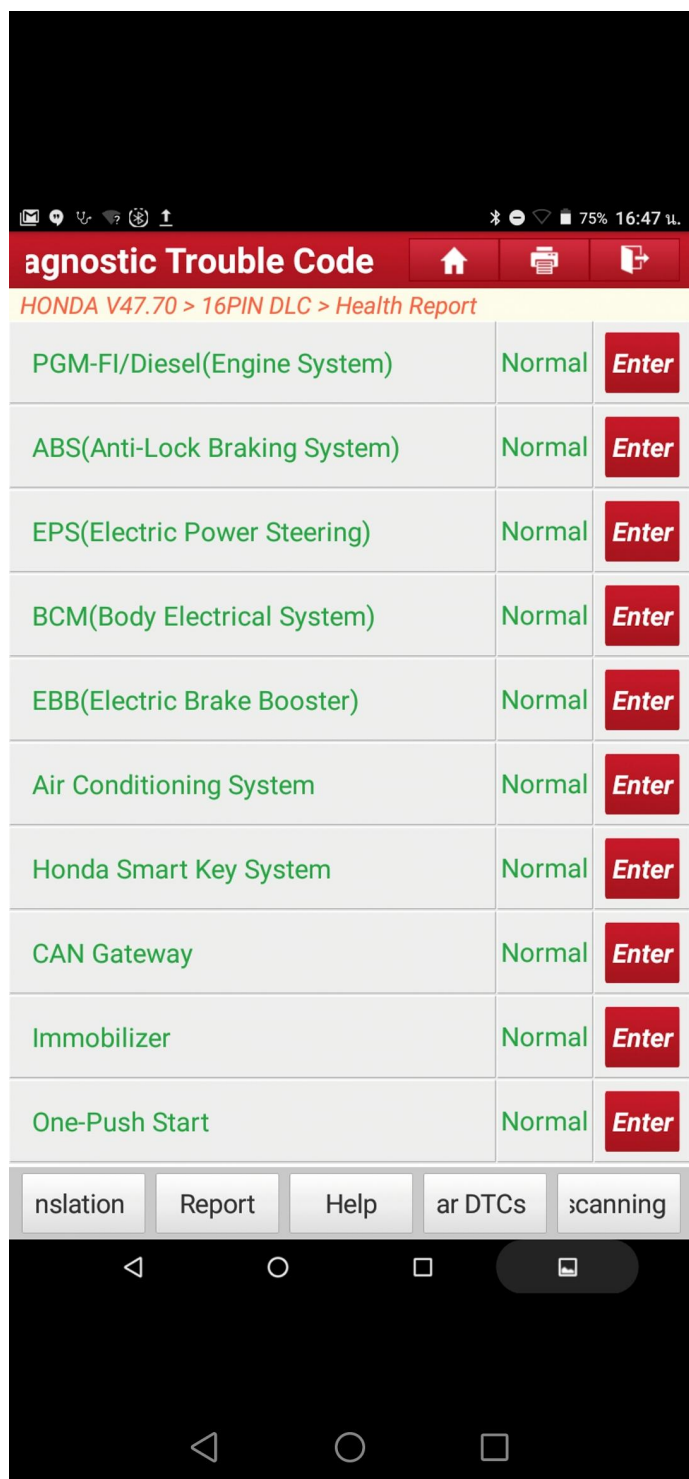 75% 16:47 น.
agnostic Trouble Code
HONDA V47.70 > 16PIN DLC > Health Report
PGM-FI/Diesel(Engine System) Normal Enter
ABS(Anti-Lock Braking System) Normal Enter
EPS(Electric Power Steering) Normal Enter
BCM(Body Electrical System) Normal Enter
EBB(Electric Brake Booster) Normal Enter
Air Conditioning System Normal Enter
Honda Smart Key System Normal Enter
CAN Gateway Normal Enter
Immobilizer Normal Enter
One-Push Start Normal Enter
nslation Report Help ar DTCs scanning